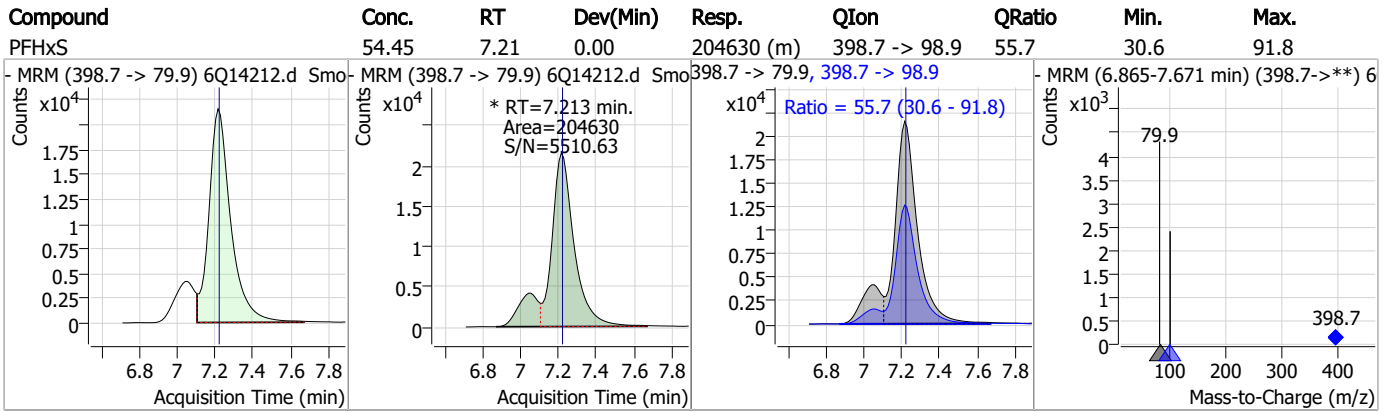 Compound Conc. RT Dev(Min) Resp. QIon QRatio Min. Max.
PFHxS 54.45 7.21 0.00 204630 (m) 398.7 -> 98.9 55.7 30.6 91.8
- MRM (398.7 -> 79.9) 6Q14212.d Smo
Counts
x10⁴
1.75
1.5
1.25
1
0.75
0.5
0.25
0
6.8 7 7.2 7.4 7.6 7.8
Acquisition Time (min)
- MRM (398.7 -> 79.9) 6Q14212.d Smo
Counts
x10⁴
* RT=7.213 min.
Area=204630
S/N=5510.63
2
1.5
1
0.5
0
6.8 7 7.2 7.4 7.6 7.8
Acquisition Time (min)
398.7 -> 79.9, 398.7 -> 98.9
Counts
x10⁴
Ratio = 55.7 (30.6 - 91.8)
2
1.75
1.5
1.25
1
0.75
0.5
0.25
0
6.8 7 7.2 7.4 7.6 7.8
Acquisition Time (min)
- MRM (6.865-7.671 min) (398.7->**) 6
Counts
x10³
79.9
4
3.5
3
2.5
2
1.5
1
0.5
0
398.7
100 200 300 400
Mass-to-Charge (m/z)